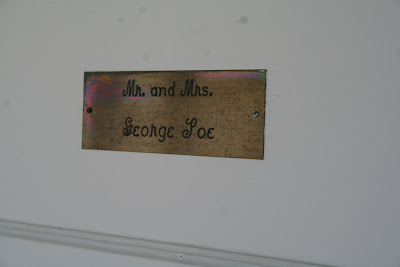 Mr. and Mrs.
George Poe